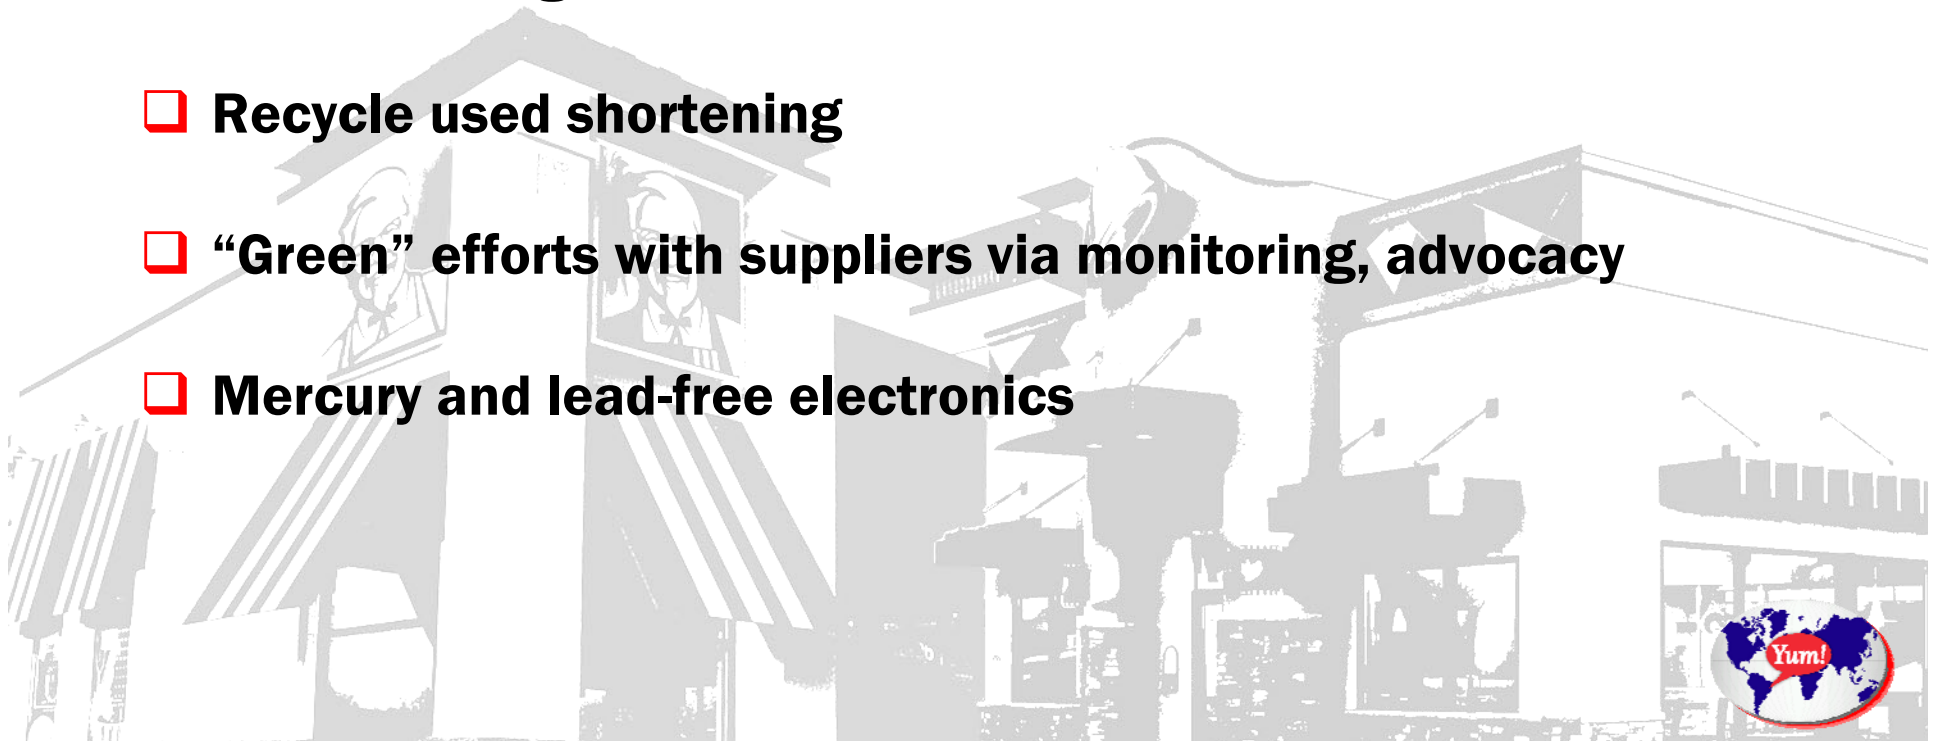 ❑ Recycle used shortening
❑ “Green” efforts with suppliers via monitoring, advocacy
❑ Mercury and lead-free electronics
Yum!